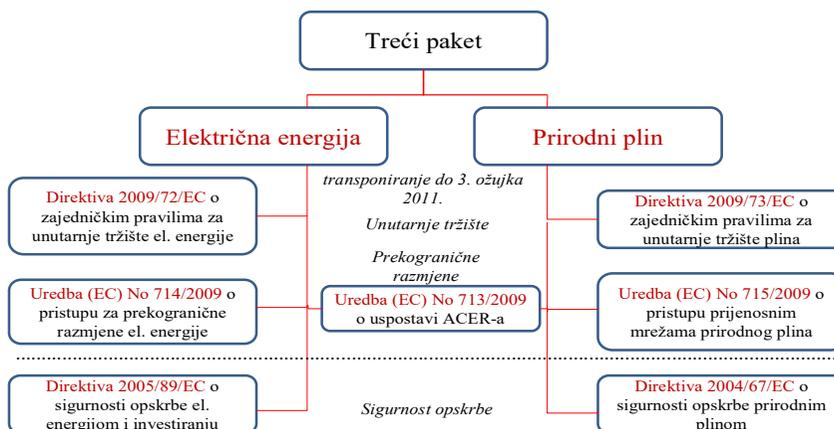 Treći paket
Električna energija
Prirodni plin
transponiranje do 3. ožujka
2011.
Direktiva 2009/72/EC o
zajedničkim pravilima za
unutarnje tržište el. energije
Unutarnje tržište
Direktiva 2009/73/EC o
zajedničkim pravilima za
unutarnje tržište plina
Prekogranične
razmjene
Uredba (EC) No 714/2009 o
pristupu za prekogranične
razmjene el. energije
Uredba (EC) No 713/2009
o uspostavi ACER-a
Uredba (EC) No 715/2009 o
pristupu prijenosnim
mrežama prirodnog plina
Direktiva 2005/89/EC o
sigurnosti opskrbe el.
energijom i investiranju
Sigurnost opskrbe
Direktiva 2004/67/EC o
sigurnosti opskrbe prirodnim
plinom